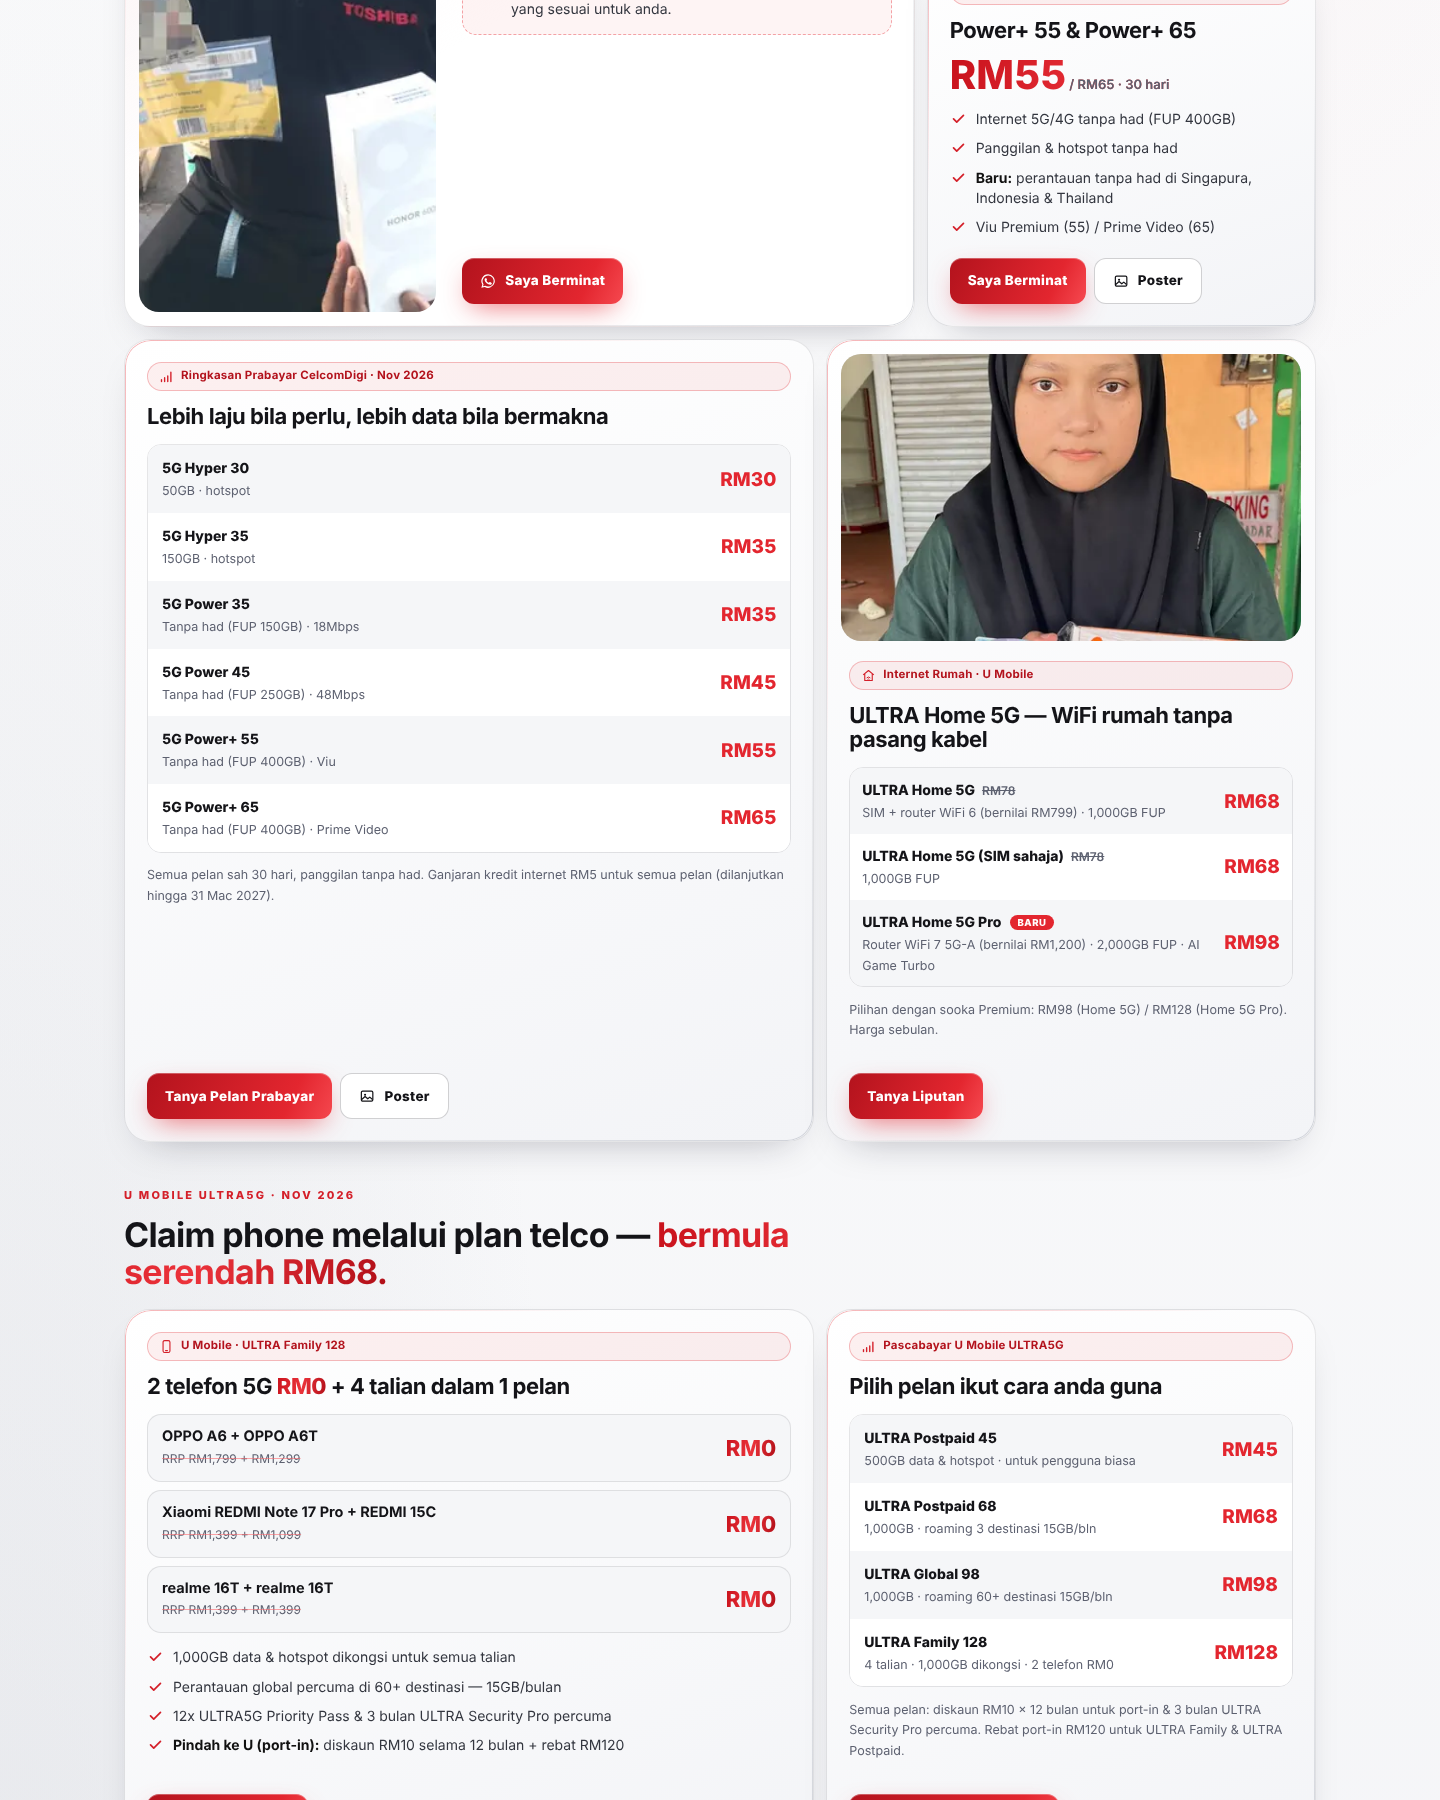 TOSHIBA
HONOR
yang sesuai untuk anda.
Saya Berminat
Power+ 55 & Power+ 65
RM55 / RM65 · 30 hari
Internet 5G/4G tanpa had (FUP 400GB)
Panggilan & hotspot tanpa had
Baru: perantauan tanpa had di Singapura,
Indonesia & Thailand
Viu Premium (55) / Prime Video (65)
Saya Berminat
Poster
Ringkasan Prabayar CelcomDigi · Nov 2026
Lebih laju bila perlu, lebih data bila bermakna
5G Hyper 30
50GB · hotspot
RM30
5G Hyper 35
150GB · hotspot
RM35
5G Power 35
Tanpa had (FUP 150GB) · 18Mbps
RM35
5G Power 45
Tanpa had (FUP 250GB) · 48Mbps
RM45
5G Power+ 55
Tanpa had (FUP 400GB) · Viu
RM55
5G Power+ 65
Tanpa had (FUP 400GB) · Prime Video
RM65
Semua pelan sah 30 hari, panggilan tanpa had. Ganjaran kredit internet RM5 untuk semua pelan (dilanjutkan
hingga 31 Mac 2027).
Tanya Pelan Prabayar
Poster
Internet Rumah · U Mobile
ULTRA Home 5G — WiFi rumah tanpa
pasang kabel
ULTRA Home 5G RM78
SIM + router WiFi 6 (bernilai RM799) · 1,000GB FUP
RM68
ULTRA Home 5G (SIM sahaja) RM78
1,000GB FUP
RM68
ULTRA Home 5G Pro BARU
Router WiFi 7 5G-A (bernilai RM1,200) · 2,000GB FUP · AI
Game Turbo
RM98
Pilihan dengan sooka Premium: RM98 (Home 5G) / RM128 (Home 5G Pro).
Harga sebulan.
Tanya Liputan
U MOBILE ULTRA5G · NOV 2026
Claim phone melalui plan telco — bermula
serendah RM68.
U Mobile · ULTRA Family 128
2 telefon 5G RM0 + 4 talian dalam 1 pelan
OPPO A6 + OPPO A6T
RRP RM1,799 + RM1,299
RM0
Xiaomi REDMI Note 17 Pro + REDMI 15C
RRP RM1,399 + RM1,099
RM0
realme 16T + realme 16T
RRP RM1,399 + RM1,399
RM0
1,000GB data & hotspot dikongsi untuk semua talian
Perantauan global percuma di 60+ destinasi — 15GB/bulan
12x ULTRA5G Priority Pass & 3 bulan ULTRA Security Pro percuma
Pindah ke U (port-in): diskaun RM10 selama 12 bulan + rebat RM120
Pascabayar U Mobile ULTRA5G
Pilih pelan ikut cara anda guna
ULTRA Postpaid 45
500GB data & hotspot · untuk pengguna biasa
RM45
ULTRA Postpaid 68
1,000GB · roaming 3 destinasi 15GB/bln
RM68
ULTRA Global 98
1,000GB · roaming 60+ destinasi 15GB/bln
RM98
ULTRA Family 128
4 talian · 1,000GB dikongsi · 2 telefon RM0
RM128
Semua pelan: diskaun RM10 × 12 bulan untuk port-in & 3 bulan ULTRA
Security Pro percuma. Rebat port-in RM120 untuk ULTRA Family & ULTRA
Postpaid.